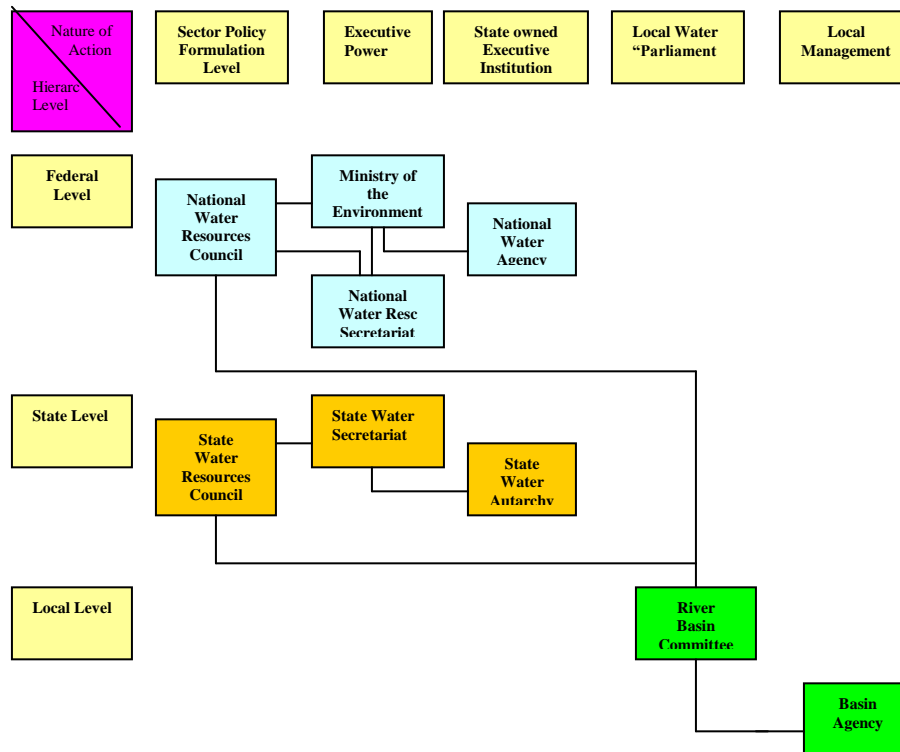 Nature of
Action
Hierarc
Level
Sector Policy
Formulation
Level
Executive
Power
State owned
Executive
Institution
Local Water
“Parliament
Local
Management
Federal
Level
National
Water
Resources
Council
Ministry of
the
Environment
National
Water
Agency
National
Water Resc
Secretariat
State Level
State
Water
Resources
Council
State Water
Secretariat
State
Water
Autarchy
Local Level
River
Basin
Committee
Basin
Agency